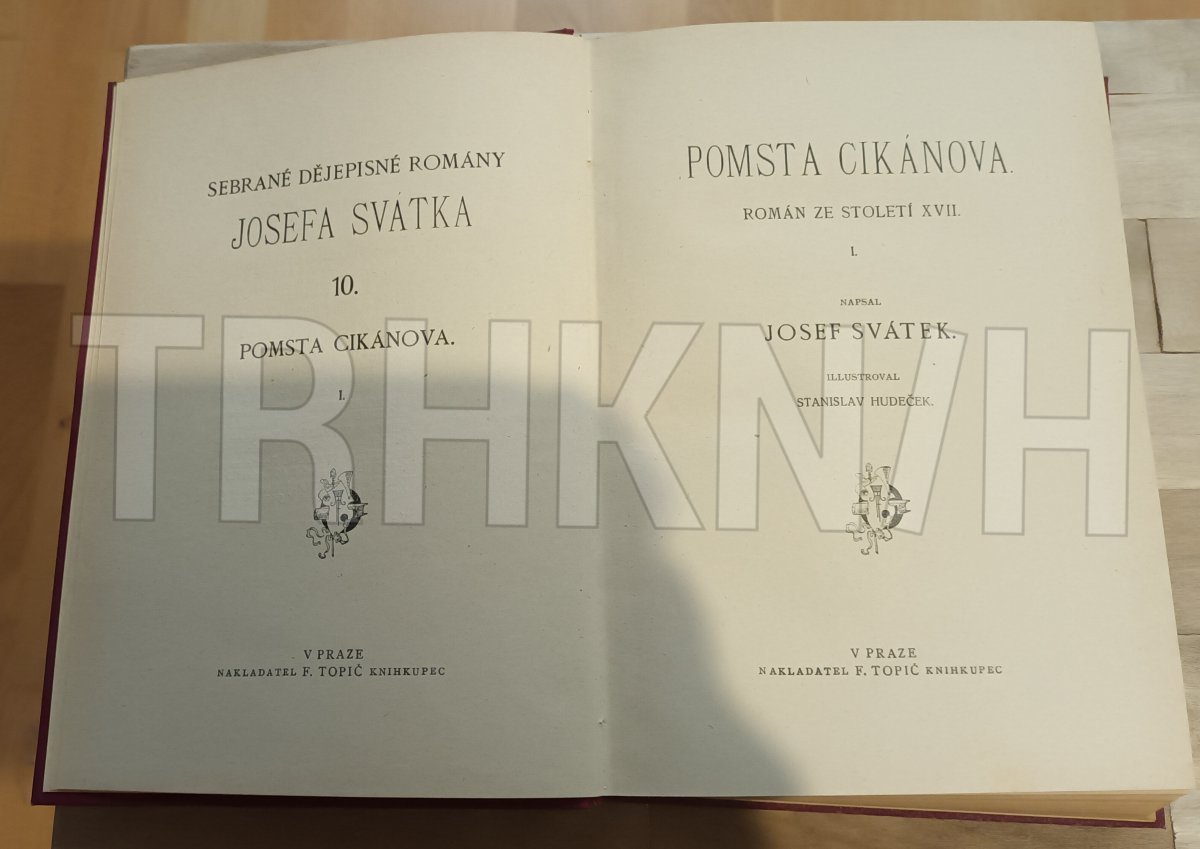 SEBRANÉ DĚJEPISNÉ ROMÁNY
JOSEFA SVÁTKA
10.
POMSTA CIKÁNOVA.
I.
V PRAZE
NAKLADATEL F. TOPIČ KNIHKUPEC
POMSTA CIKÁNOVA.
ROMÁN ZE STOLETÍ XVII.
I.
NAPSAL
JOSEF SVÁTEK.
ILLUSTROVAL
STANISLAV HUDEČEK.
V PRAZE
NAKLADATEL F. TOPIČ KNIHKUPEC
TRHKNIH